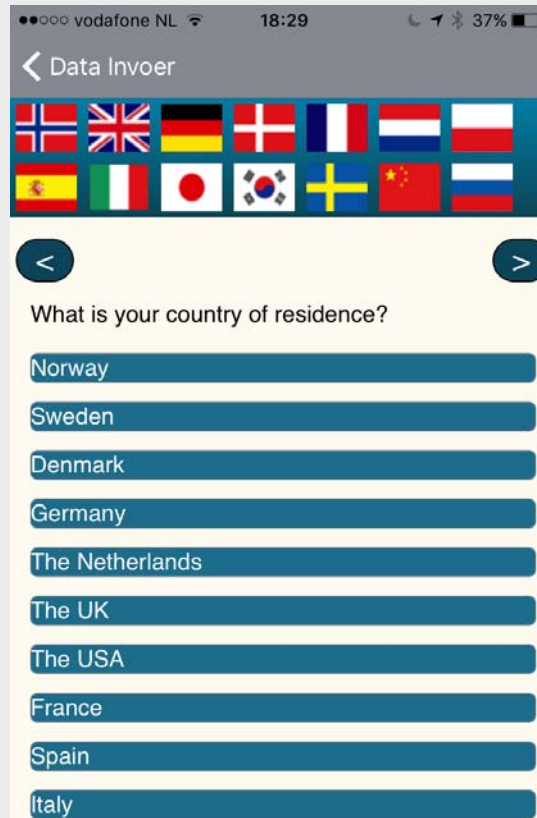 vodafone NL 18:29 37%
Data Invoer
< >
What is your country of residence?
Norway
Sweden
Denmark
Germany
The Netherlands
The UK
The USA
France
Spain
Italy